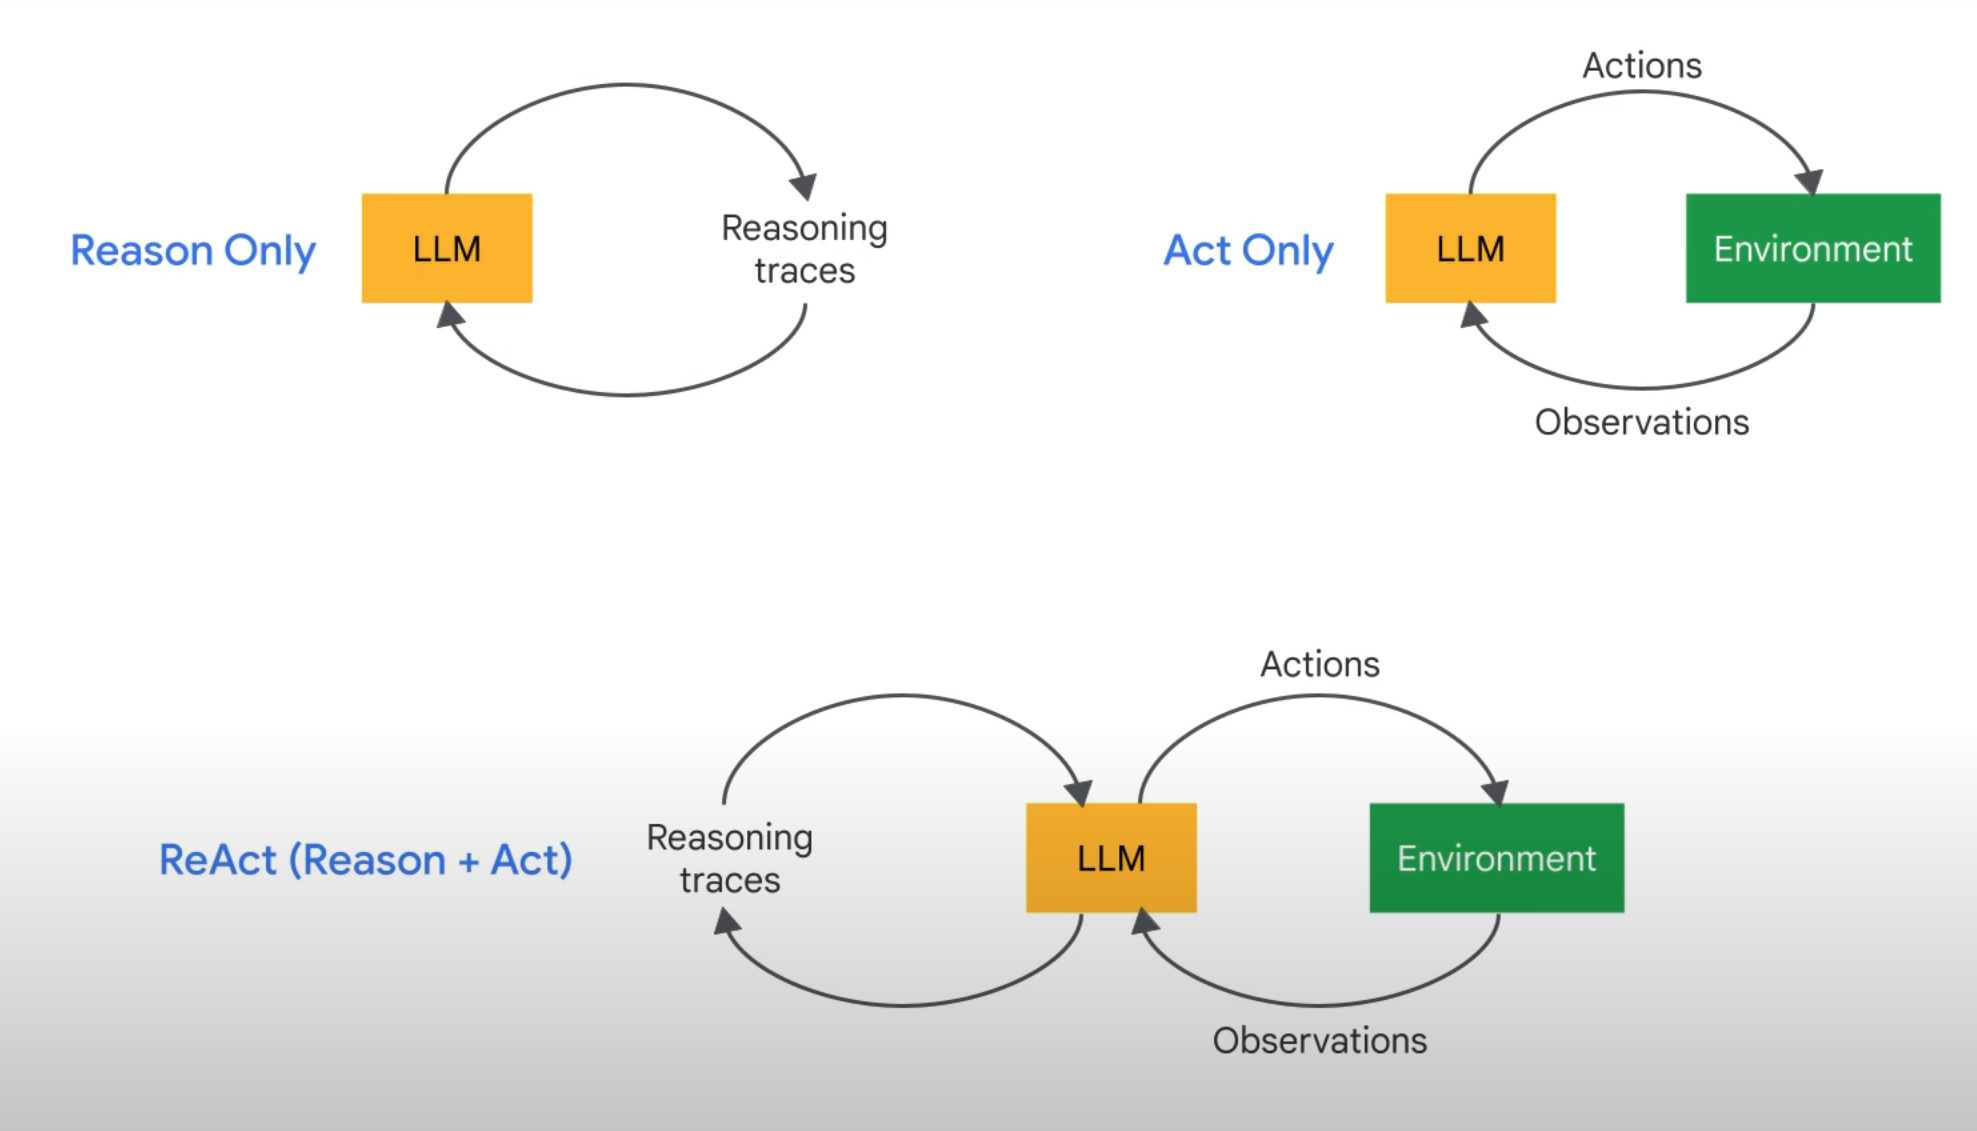 Actions
Reason Only
LLM
Reasoning
traces
Act Only
LLM
Environment
Observations
Actions
ReAct (Reason + Act)
Reasoning
traces
LLM
Environment
Observations